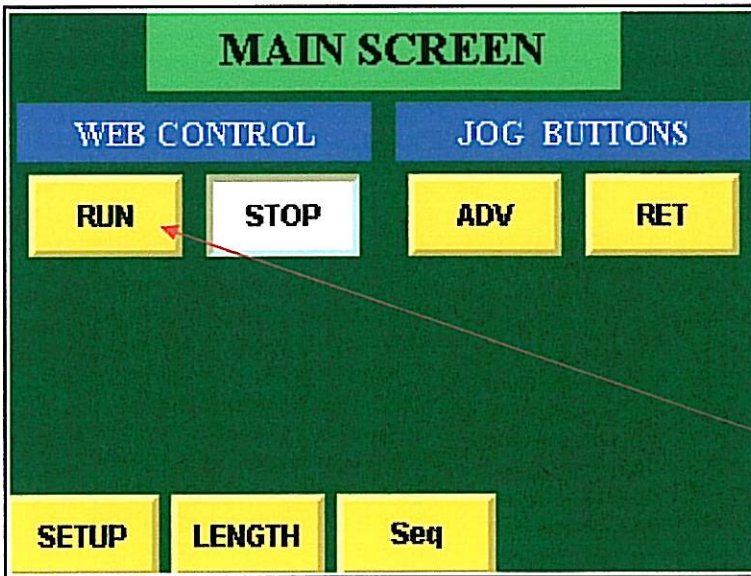 MAIN SCREEN
WEB CONTROL JOG BUTTONS
RUN STOP ADV RET
SETUP LENGTH Seq